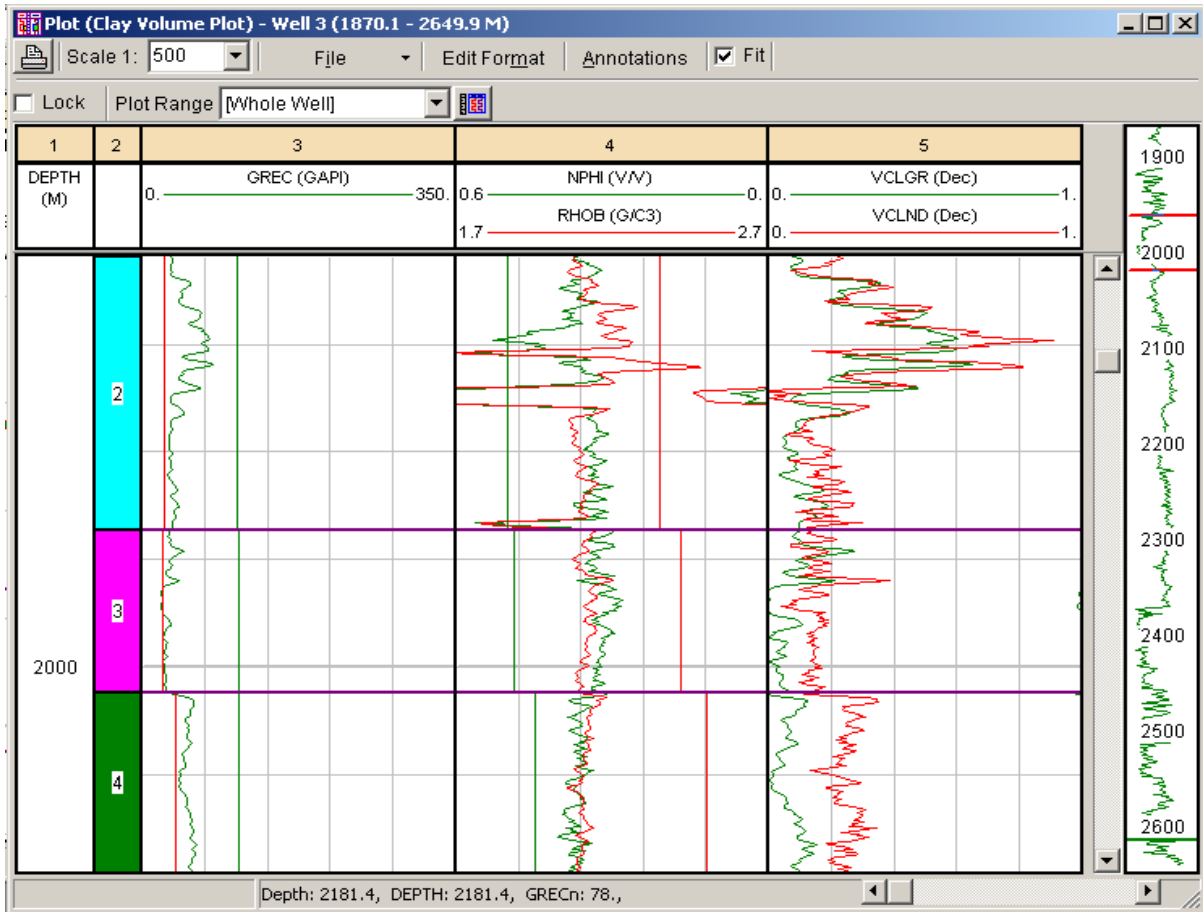 Plot (Clay Volume Plot) - Well 3 (1870.1 - 2649.9 M)
Scale 1: 500 File Edit Format Annotations Fit
Lock Plot Range [Whole Well]
1 2 3 4 5
DEPTH
(M)
GREC (GAPI)
0. 350.
NPHI (V/V)
0.6 0.
RHOB (G/C3)
1.7 2.7
VCLGR (Dec)
0. 1.
VCLND (Dec)
0. 1.
2
3
2000
4
1900
2000
2100
2200
2300
2400
2500
2600
Depth: 2181.4, DEPTH: 2181.4, GRECn: 78.,